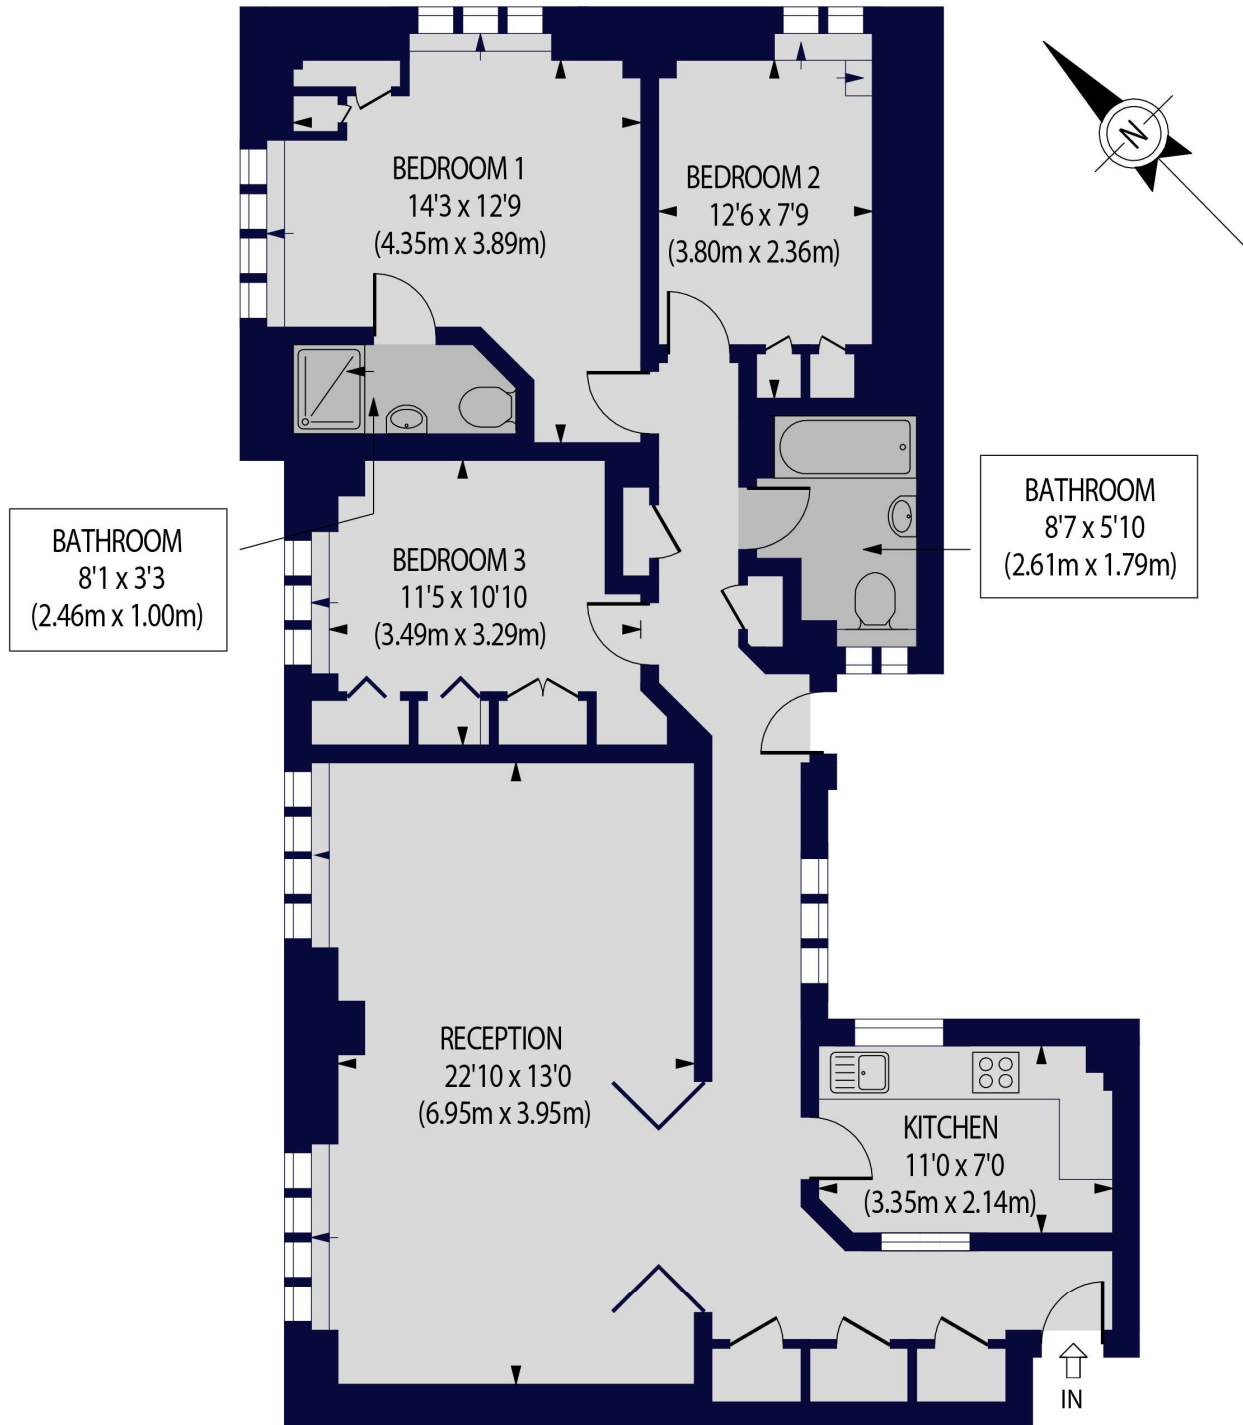 BEDROOM 1
14'3 x 12'9
(4.35m x 3.89m)
BEDROOM 2
12'6 x 7'9
(3.80m x 2.36m)
N
BATHROOM
8'1 x 3'3
(2.46m x 1.00m)
BEDROOM 3
11'5 x 10'10
(3.49m x 3.29m)
BATHROOM
8'7 x 5'10
(2.61m x 1.79m)
RECEPTION
22'10 x 13'0
(6.95m x 3.95m)
KITCHEN
11'0 x 7'0
(3.35m x 2.14m)
IN